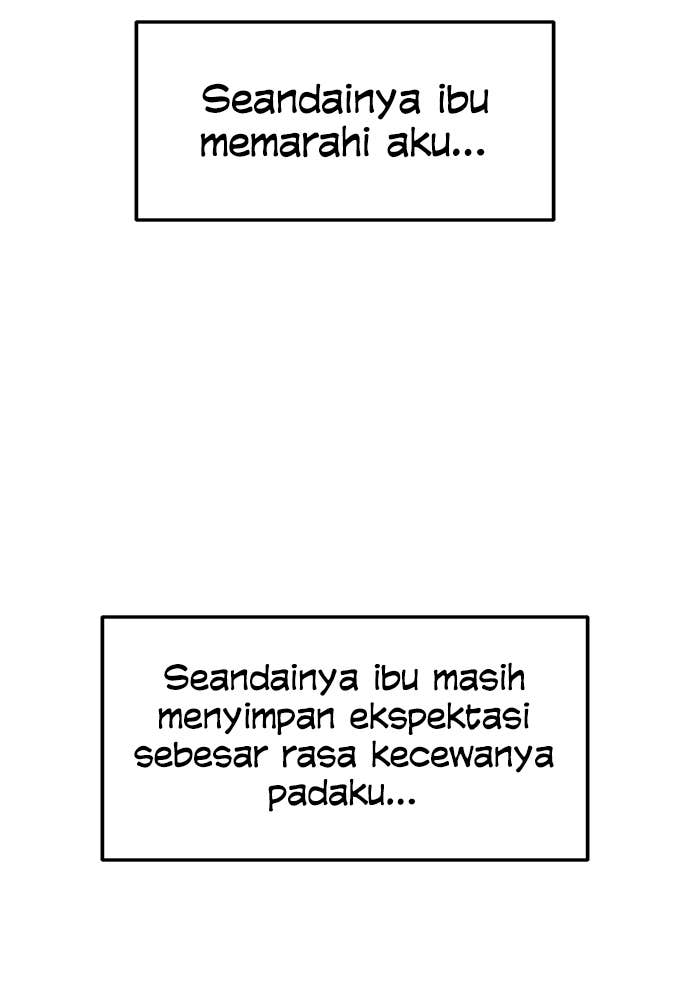 Seandainya ibu
memarahi aku...
Seandainya ibu masih
menyimpan ekspektasi
sebesar rasa kecewanya
padaku...